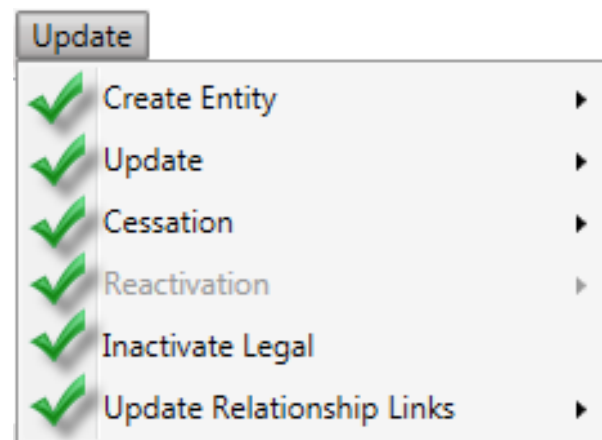 Update
Create Entity
Update
Cessation
Reactivation
Inactivate Legal
Update Relationship Links